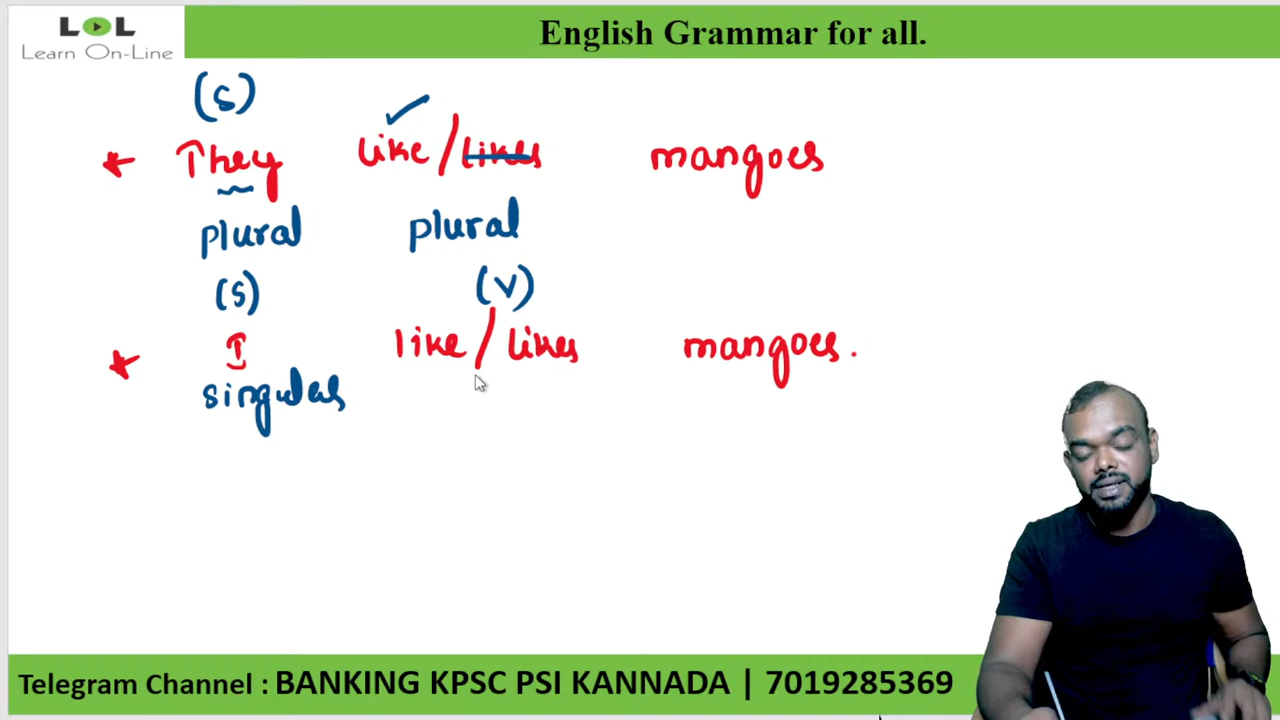 LOL
Learn On-Line
English Grammar for all.
(S)
* They like / likes mangoes
plural plural
(S) (V)
* I like / likes mangoes.
singular
Telegram Channel : BANKING KPSC PSI KANNADA | 7019285369